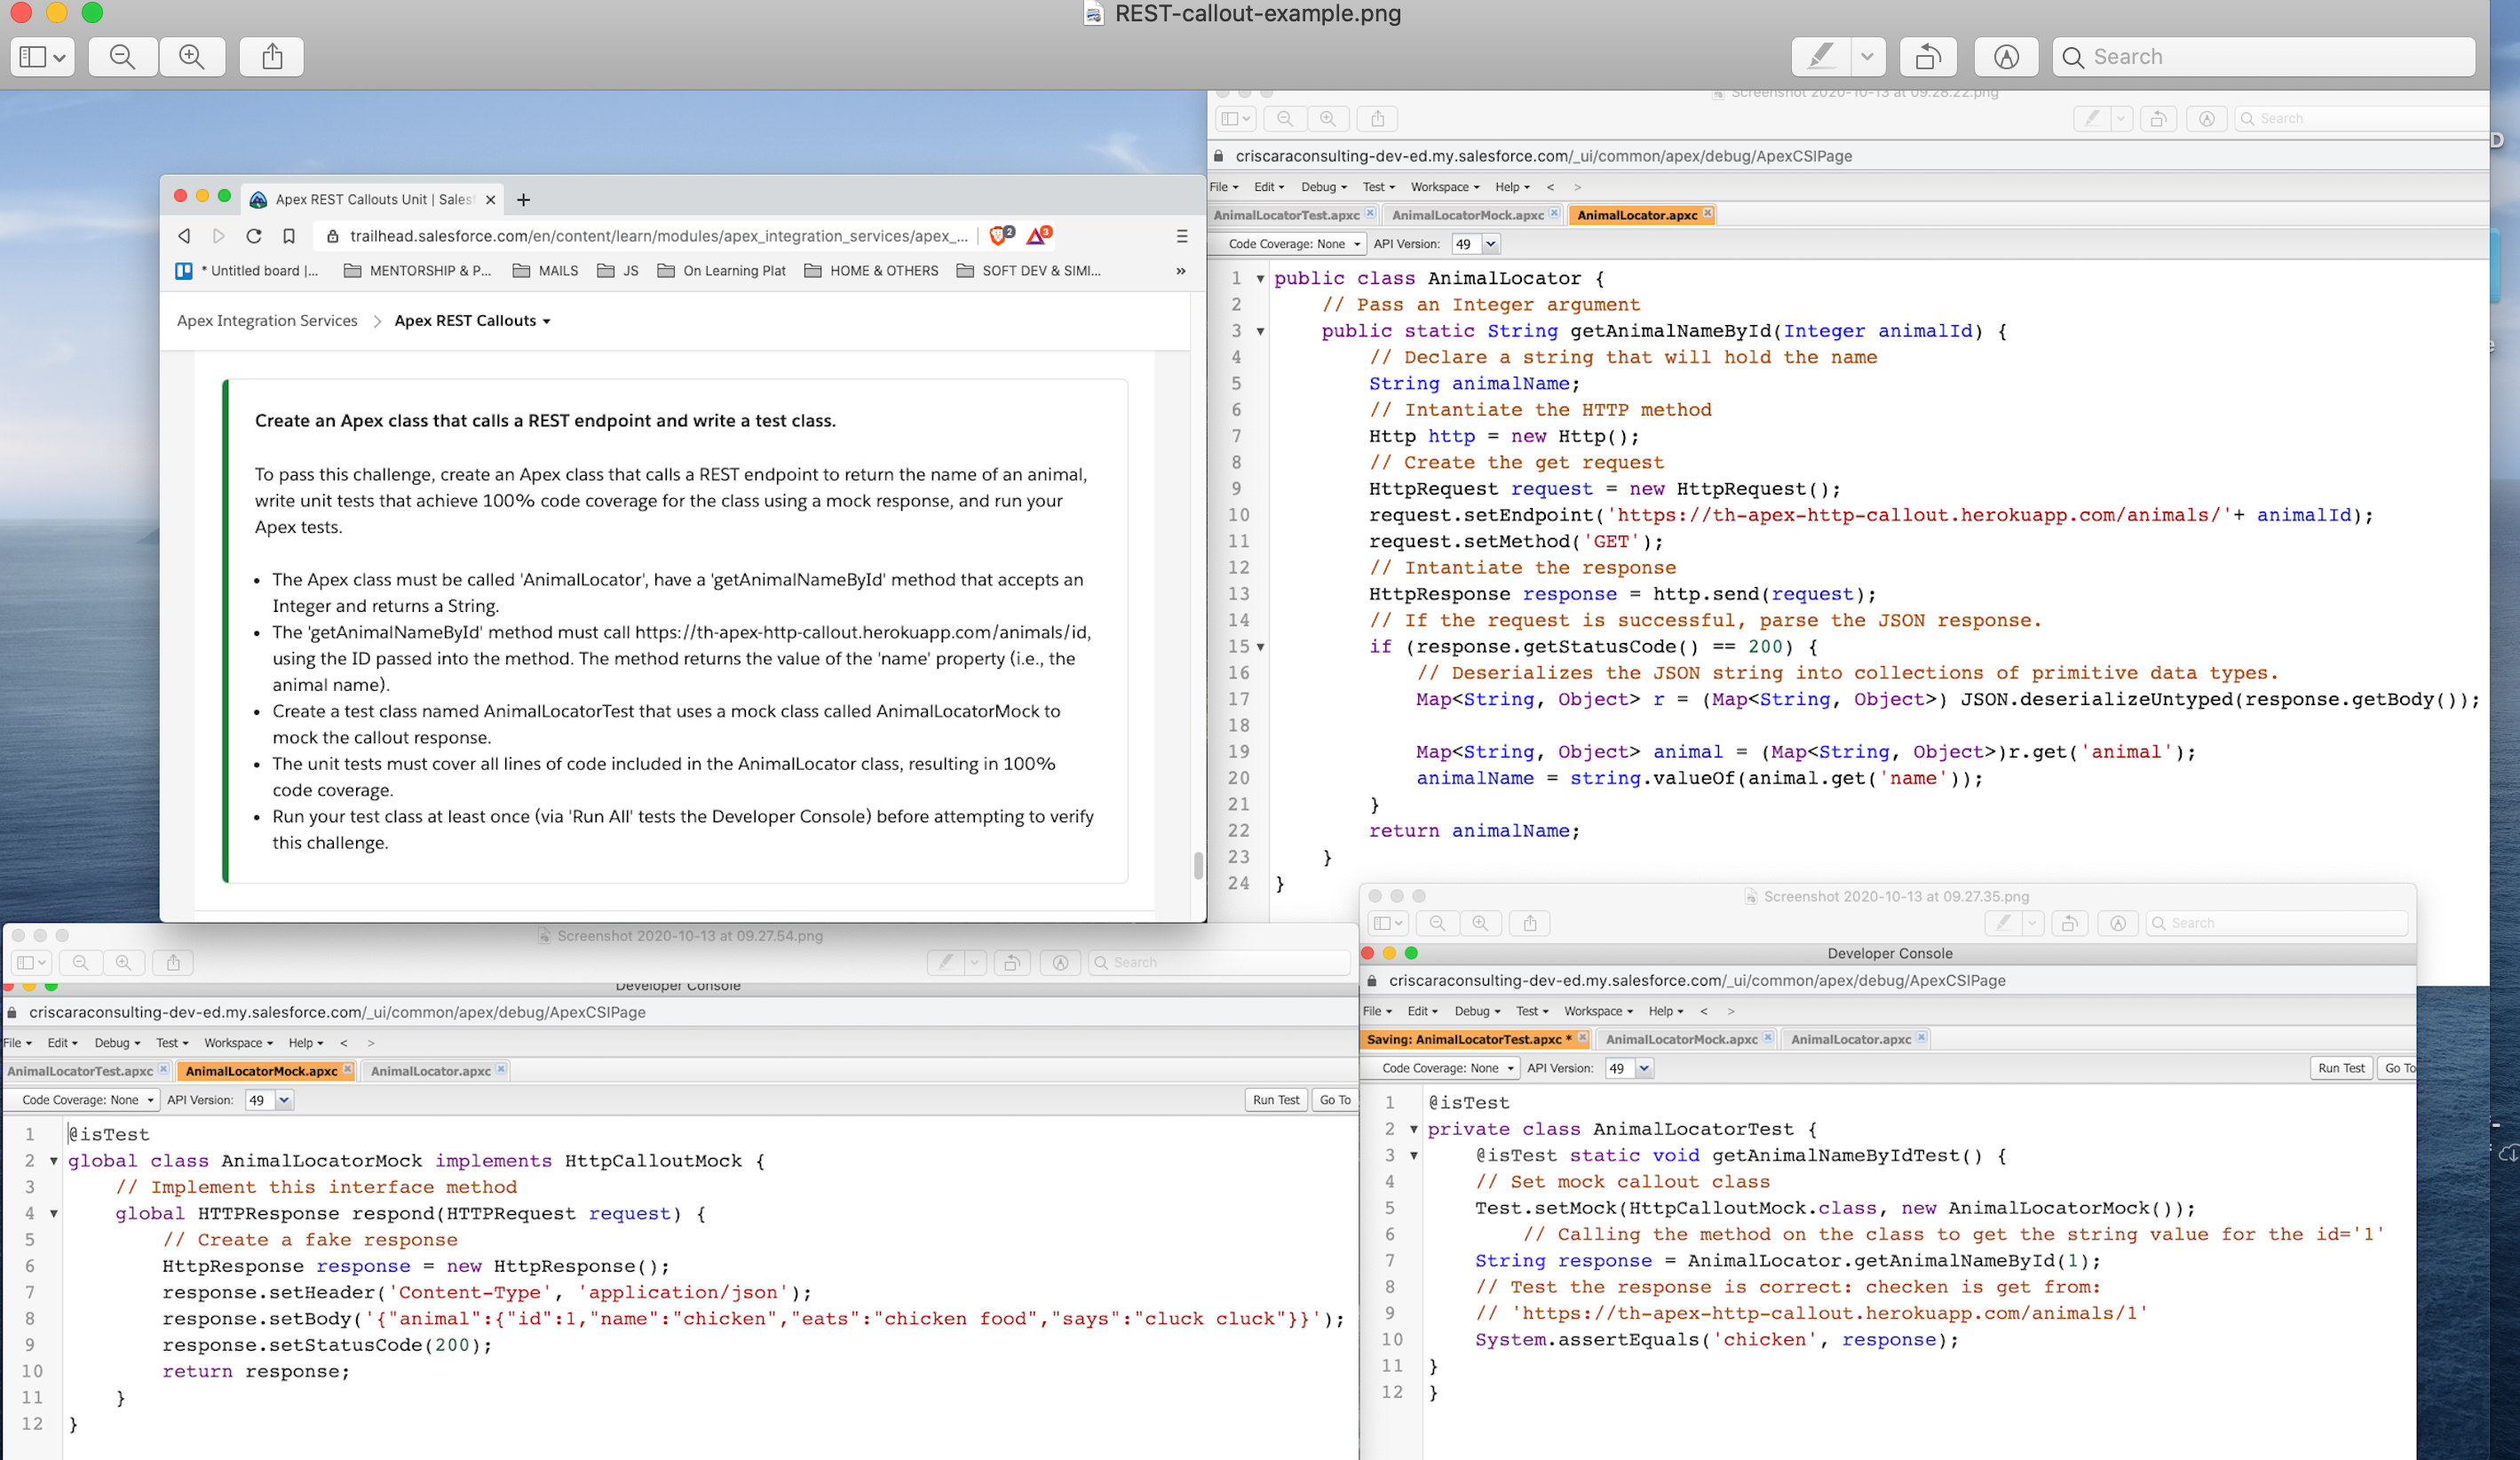 REST-callout-example.png
Search
Screenshot 2020-10-13 at 09.28.22.png
Search
criscaraconsulting-dev-ed.my.salesforce.com/_ui/common/apex/debug/ApexCSIPage
File Edit Debug Test Workspace Help < >
AnimalLocatorTest.apxc AnimalLocatorMock.apxc AnimalLocator.apxc
Code Coverage: None API Version: 49
1 public class AnimalLocator {
2 // Pass an Integer argument
3 public static String getAnimalNameById(Integer animalId) {
4 // Declare a string that will hold the name
5 String animalName;
6 // Intantiate the HTTP method
7 Http http = new Http();
8 // Create the get request
9 HttpRequest request = new HttpRequest();
10 request.setEndpoint('https://th-apex-http-callout.herokuapp.com/animals/'+ animalId);
11 request.setMethod('GET');
12 // Intantiate the response
13 HttpResponse response = http.send(request);
14 // If the request is successful, parse the JSON response.
15 if (response.getStatusCode() == 200) {
16 // Deserializes the JSON string into collections of primitive data types.
17 Map<String, Object> r = (Map<String, Object>) JSON.deserializeUntyped(response.getBody());
18
19 Map<String, Object> animal = (Map<String, Object>)r.get('animal');
20 animalName = string.valueOf(animal.get('name'));
21 }
22 return animalName;
23 }
24 }
Apex REST Callouts Unit | Sales
trailhead.salesforce.com/en/content/learn/modules/apex_integration_services/apex_... 2 3
* Untitled board |... MENTORSHIP & P... MAILS JS On Learning Plat HOME & OTHERS SOFT DEV & SIMI... »
Apex Integration Services > Apex REST Callouts
Create an Apex class that calls a REST endpoint and write a test class.
To pass this challenge, create an Apex class that calls a REST endpoint to return the name of an animal,
write unit tests that achieve 100% code coverage for the class using a mock response, and run your
Apex tests.
• The Apex class must be called 'AnimalLocator', have a 'getAnimalNameById' method that accepts an
Integer and returns a String.
• The 'getAnimalNameById' method must call https://th-apex-http-callout.herokuapp.com/animals/id,
using the ID passed into the method. The method returns the value of the 'name' property (i.e., the
animal name).
• Create a test class named AnimalLocatorTest that uses a mock class called AnimalLocatorMock to
mock the callout response.
• The unit tests must cover all lines of code included in the AnimalLocator class, resulting in 100%
code coverage.
• Run your test class at least once (via 'Run All' tests the Developer Console) before attempting to verify
this challenge.
Screenshot 2020-10-13 at 09.27.54.png
Search
Developer Console
criscaraconsulting-dev-ed.my.salesforce.com/_ui/common/apex/debug/ApexCSIPage
File Edit Debug Test Workspace Help < >
AnimalLocatorTest.apxc AnimalLocatorMock.apxc AnimalLocator.apxc
Code Coverage: None API Version: 49 Run Test Go To
1 @isTest
2 global class AnimalLocatorMock implements HttpCalloutMock {
3 // Implement this interface method
4 global HTTPResponse respond(HTTPRequest request) {
5 // Create a fake response
6 HttpResponse response = new HttpResponse();
7 response.setHeader('Content-Type', 'application/json');
8 response.setBody('{"animal":{"id":1,"name":"chicken","eats":"chicken food","says":"cluck cluck"}}');
9 response.setStatusCode(200);
10 return response;
11 }
12 }
Screenshot 2020-10-13 at 09.27.35.png
Search
Developer Console
criscaraconsulting-dev-ed.my.salesforce.com/_ui/common/apex/debug/ApexCSIPage
File Edit Debug Test Workspace Help < >
Saving: AnimalLocatorTest.apxc * AnimalLocatorMock.apxc AnimalLocator.apxc
Code Coverage: None API Version: 49 Run Test Go To
1 @isTest
2 private class AnimalLocatorTest {
3 @isTest static void getAnimalNameByIdTest() {
4 // Set mock callout class
5 Test.setMock(HttpCalloutMock.class, new AnimalLocatorMock());
6 // Calling the method on the class to get the string value for the id='1'
7 String response = AnimalLocator.getAnimalNameById(1);
8 // Test the response is correct: checken is get from:
9 // 'https://th-apex-http-callout.herokuapp.com/animals/1'
10 System.assertEquals('chicken', response);
11 }
12 }